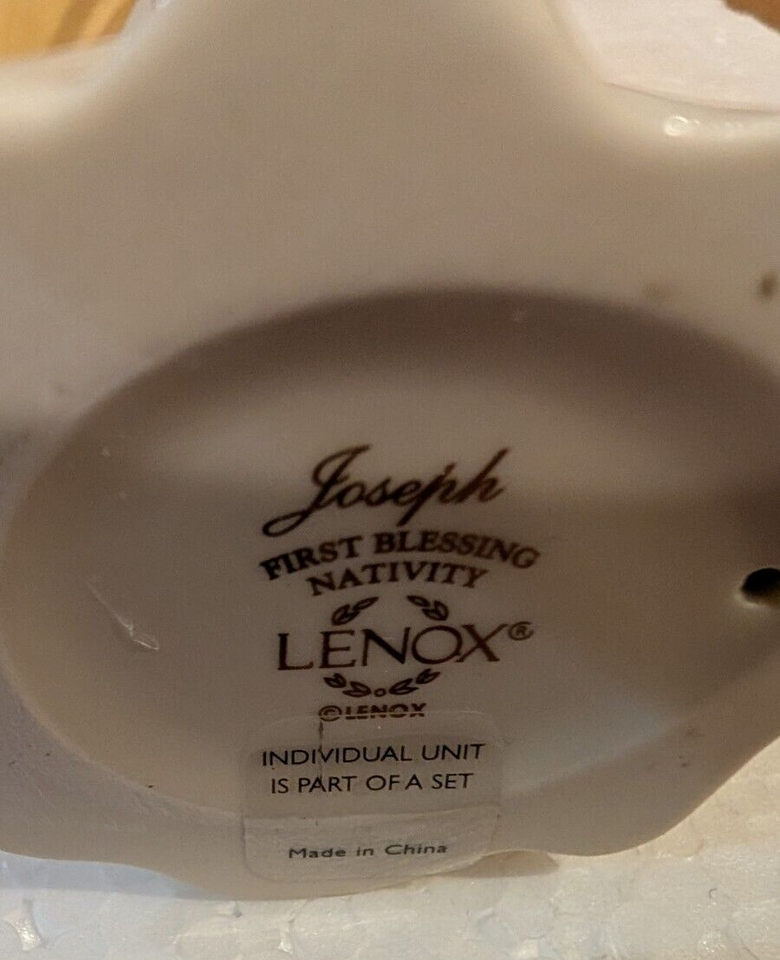 Joseph
FIRST BLESSING
NATIVITY
LENOX®
©LENOX
INDIVIDUAL UNIT
IS PART OF A SET
Made in China